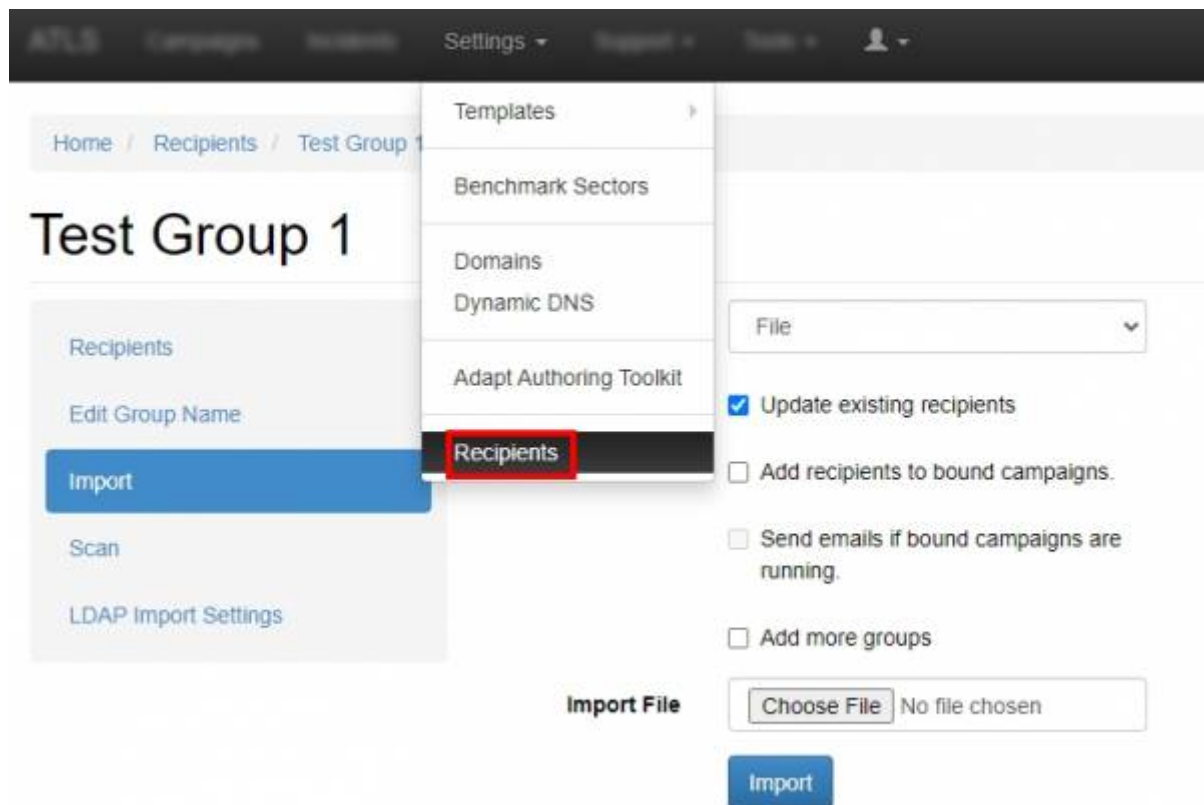 Settings
Templates
Home / Recipients / Test Group 1
Benchmark Sectors
Test Group 1
Domains
Dynamic DNS
File
Recipients
Adapt Authoring Toolkit
Update existing recipients
Edit Group Name
Recipients
Add recipients to bound campaigns.
Import
Send emails if bound campaigns are
running.
Scan
LDAP Import Settings
Add more groups
Import File
Choose File No file chosen
Import